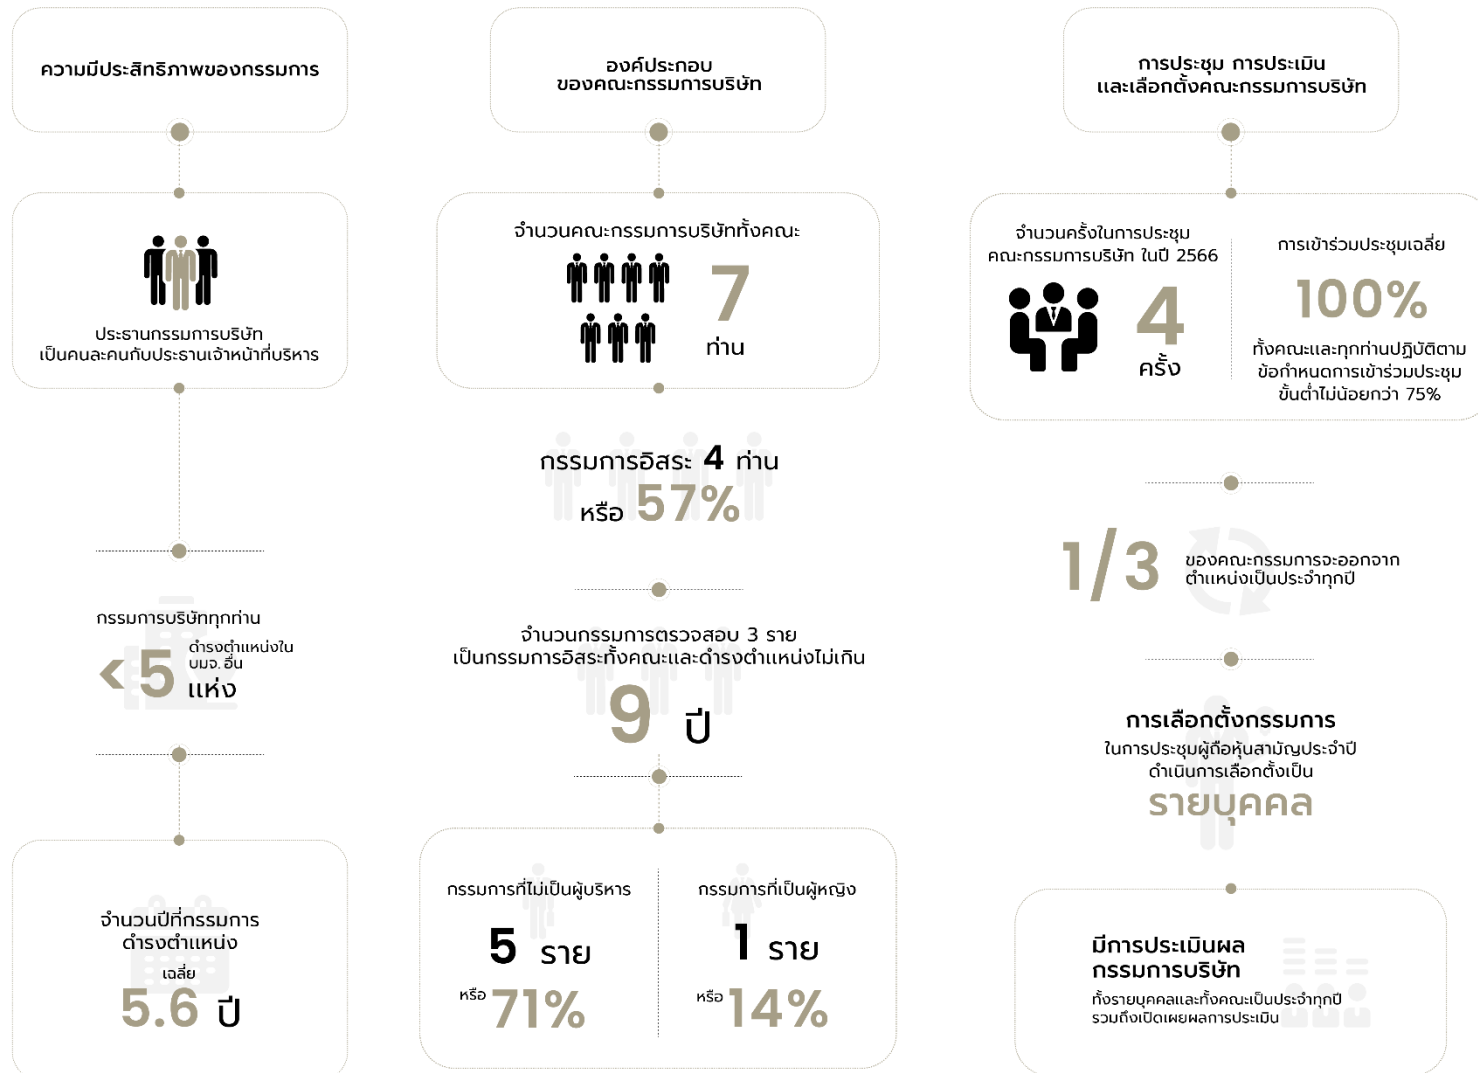 ความมีประสิทธิภาพของกรรมการ
ประธานกรรมการบริษัท
เป็นคนละคนกับประธานเจ้าหน้าที่บริหาร
กรรมการบริษัททุกท่าน
<5
ดำรงตำแหน่งใน
บมจ. อื่น
แห่ง
จำนวนปีที่กรรมการ
ดำรงตำแหน่ง
เฉลี่ย
5.6 ปี
องค์ประกอบ
ของคณะกรรมการบริษัท
จำนวนคณะกรรมการบริษัททั้งคณะ
7
ท่าน
กรรมการอิสระ 4 ท่าน
หรือ 57%
จำนวนกรรมการตรวจสอบ 3 ราย
เป็นกรรมการอิสระทั้งคณะและดำรงตำแหน่งไม่เกิน
9 ปี
กรรมการที่ไม่เป็นผู้บริหาร
5 ราย
หรือ 71%
กรรมการที่เป็นผู้หญิง
1 ราย
หรือ 14%
การประชุม การประเมิน
และเลือกตั้งคณะกรรมการบริษัท
จำนวนครั้งในการประชุม
คณะกรรมการบริษัท ในปี 2566
4
ครั้ง
การเข้าร่วมประชุมเฉลี่ย
100%
ทั้งคณะและทุกท่านปฏิบัติตาม
ข้อกำหนดการเข้าร่วมประชุม
ขั้นต่ำไม่น้อยกว่า 75%
1/3
ของคณะกรรมการจะออกจาก
ตำแหน่งเป็นประจำทุกปี
การเลือกตั้งกรรมการ
ในการประชุมผู้ถือหุ้นสามัญประจำปี
ดำเนินการเลือกตั้งเป็น
รายบุคคล
มีการประเมินผล
กรรมการบริษัท
ทั้งรายบุคคลและทั้งคณะเป็นประจำทุกปี
รวมถึงเปิดเผยผลการประเมิน